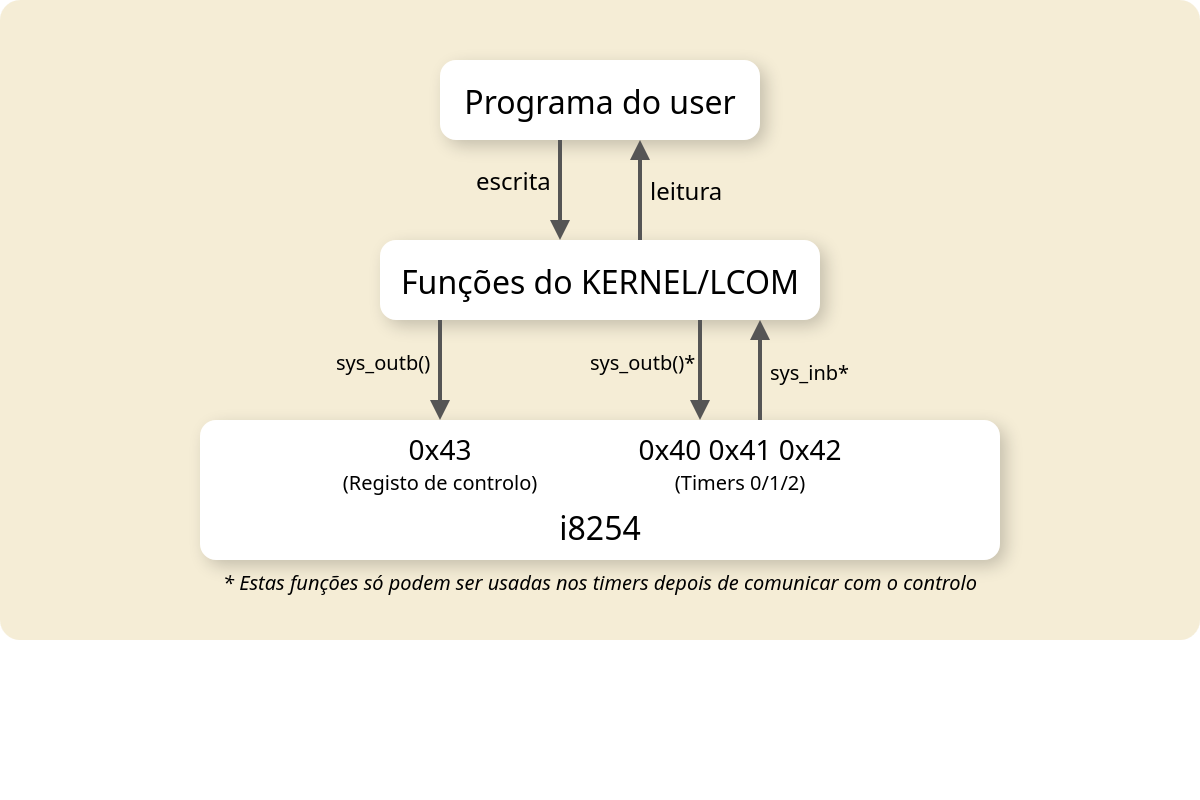 Programa do user
escrita
leitura
Funções do KERNEL/LCOM
sys_outb()
sys_outb()*
sys_inb*
0x43
0x40 0x41 0x42
(Registo de controlo)
(Timers 0/1/2)
i8254
* Estas funções só podem ser usadas nos timers depois de comunicar com o controlo